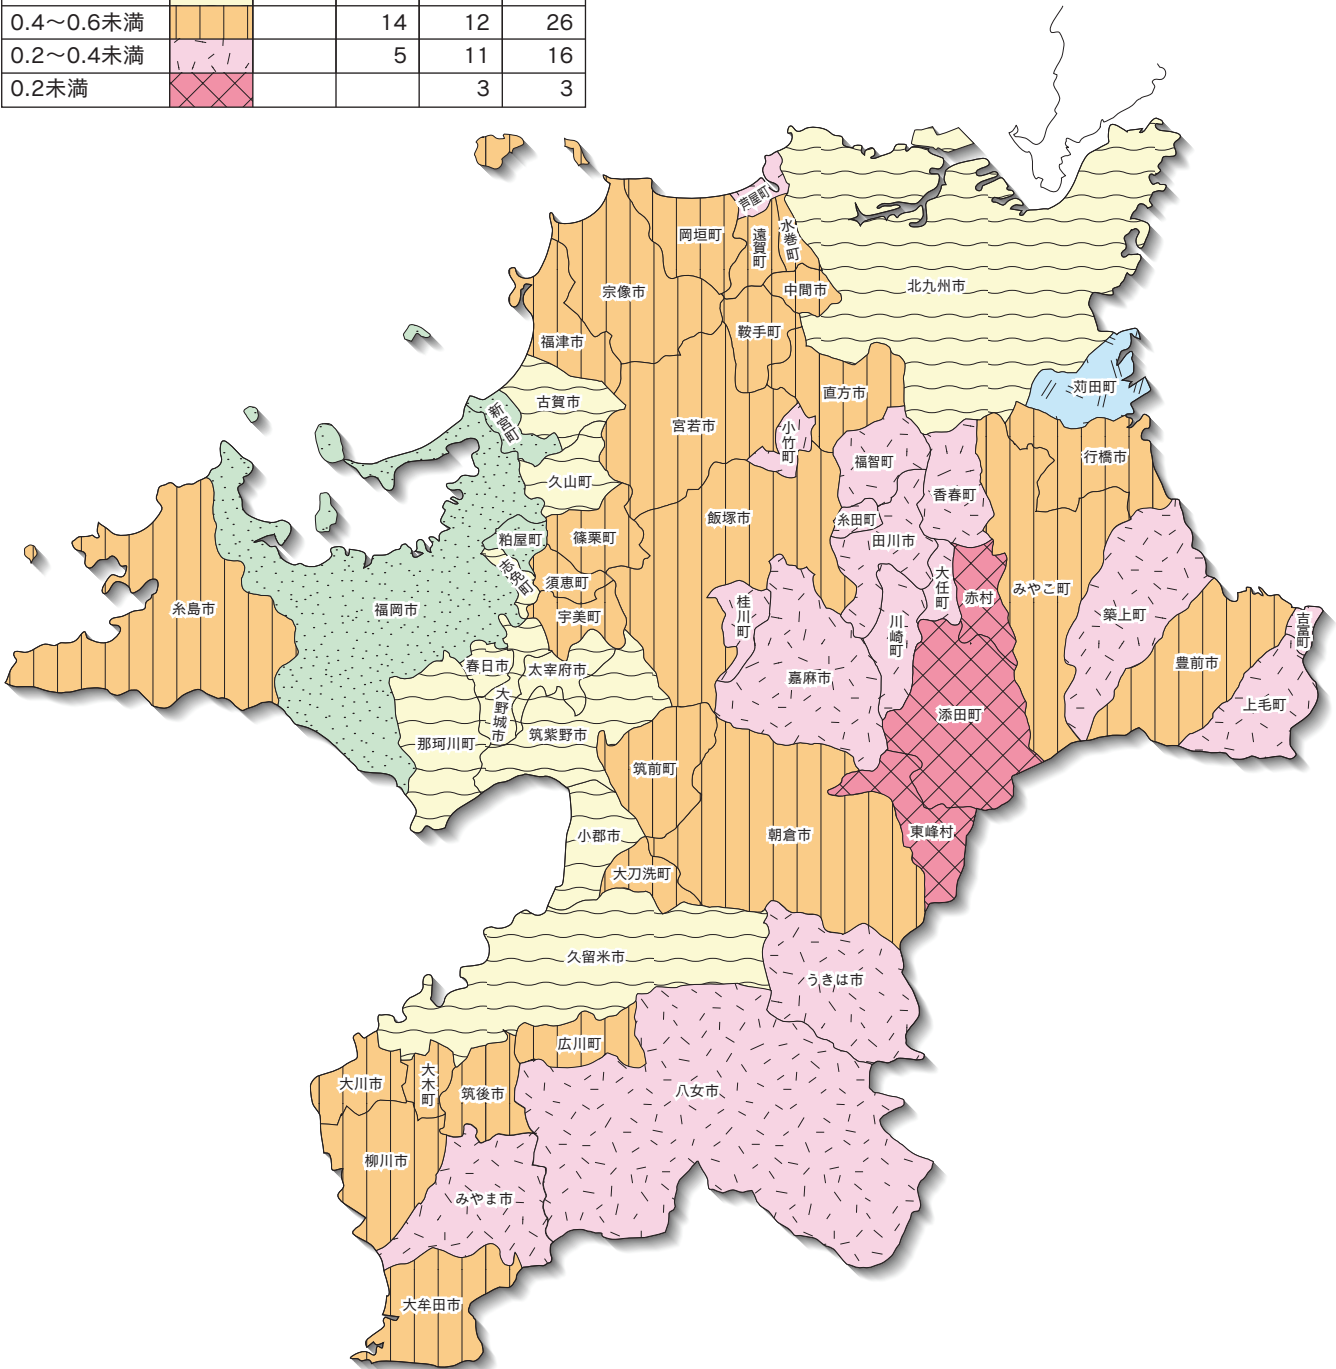 0.4～0.6未満 14 12 26
0.2～0.4未満 5 11 16
0.2未満 3 3
芦屋町
岡垣町
遠賀町
水巻町
宗像市
中間市
北九州市
鞍手町
福津市
苅田町
直方市
古賀市
新宮町
宮若市
小竹町
行橋市
福智町
久山町
香春町
飯塚市
糸田町
粕屋町
篠栗町
田川市
志免町
須恵町
大任町
みやこ町
赤村
糸島市
福岡市
桂川町
宇美町
川崎町
築上町
吉富町
春日市
太宰府市
豊前市
嘉麻市
大野城市
上毛町
添田町
那珂川町
筑紫野市
筑前町
小郡市
朝倉市
東峰村
大刀洗町
久留米市
うきは市
広川町
大川市
大木町
筑後市
八女市
柳川市
みやま市
大牟田市